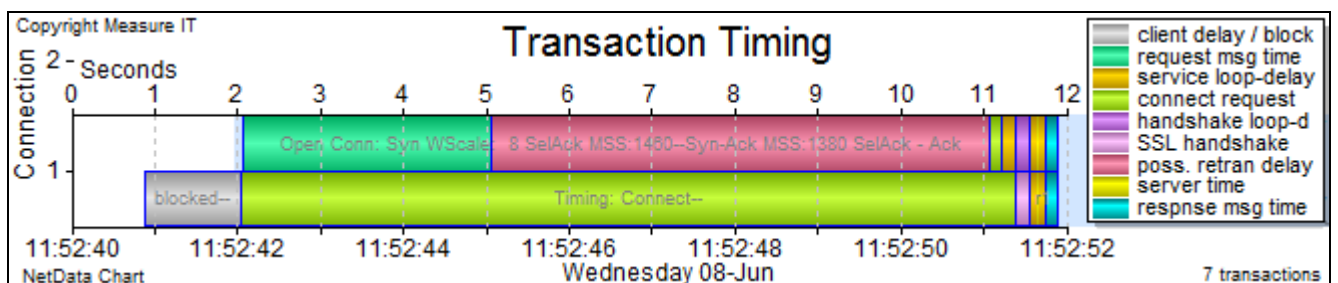 Copyright Measure IT
Transaction Timing
Connection
2
Seconds
0 1 2 3 4 5 6 7 8 9 10 11 12
Open Conn: Syn WScale: 8 SelAck MSS:1460--Syn-Ack MSS:1380 SelAck - Ack
1
blocked-- Timing: Connect-- r
11:52:40 11:52:42 11:52:44 11:52:46 11:52:48 11:52:50 11:52:52
Wednesday 08-Jun
NetData Chart
7 transactions
client delay / block
request msg time
service loop-delay
connect request
handshake loop-d
SSL handshake
poss. retran delay
server time
respnse msg time